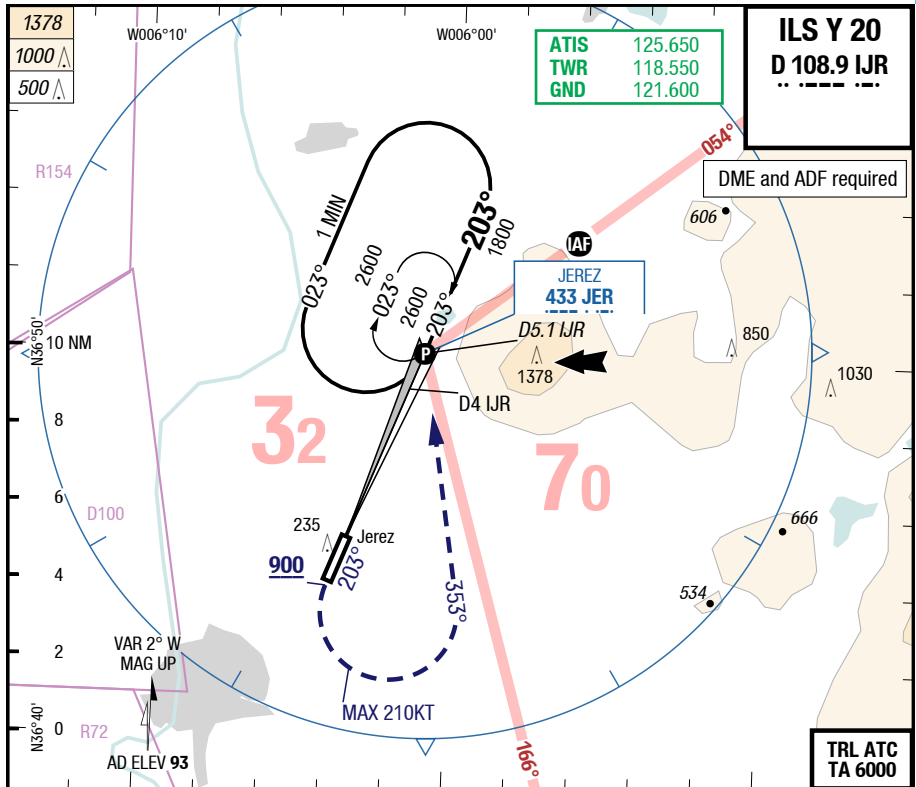 1378
1000
500
W006°10'
W006°00'
ATIS 125.650
TWR 118.550
GND 121.600
ILS Y 20
D 108.9 IJR
054°
DME and ADF required
R154
1 MIN
203°
1800
606
IAF
023°
2600
023°
2600
203°
JEREZ
433 JER
D5.1 IJR
N36°50'
10 NM
P
850
1378
1030
D4 IJR
8
32
70
6
D100
235
Jerez
666
900
203°
4
353°
534
VAR 2° W
MAG UP
2
MAX 210KT
N36°40'
0
R72
AD ELEV 93
166°
TRL ATC
TA 6000